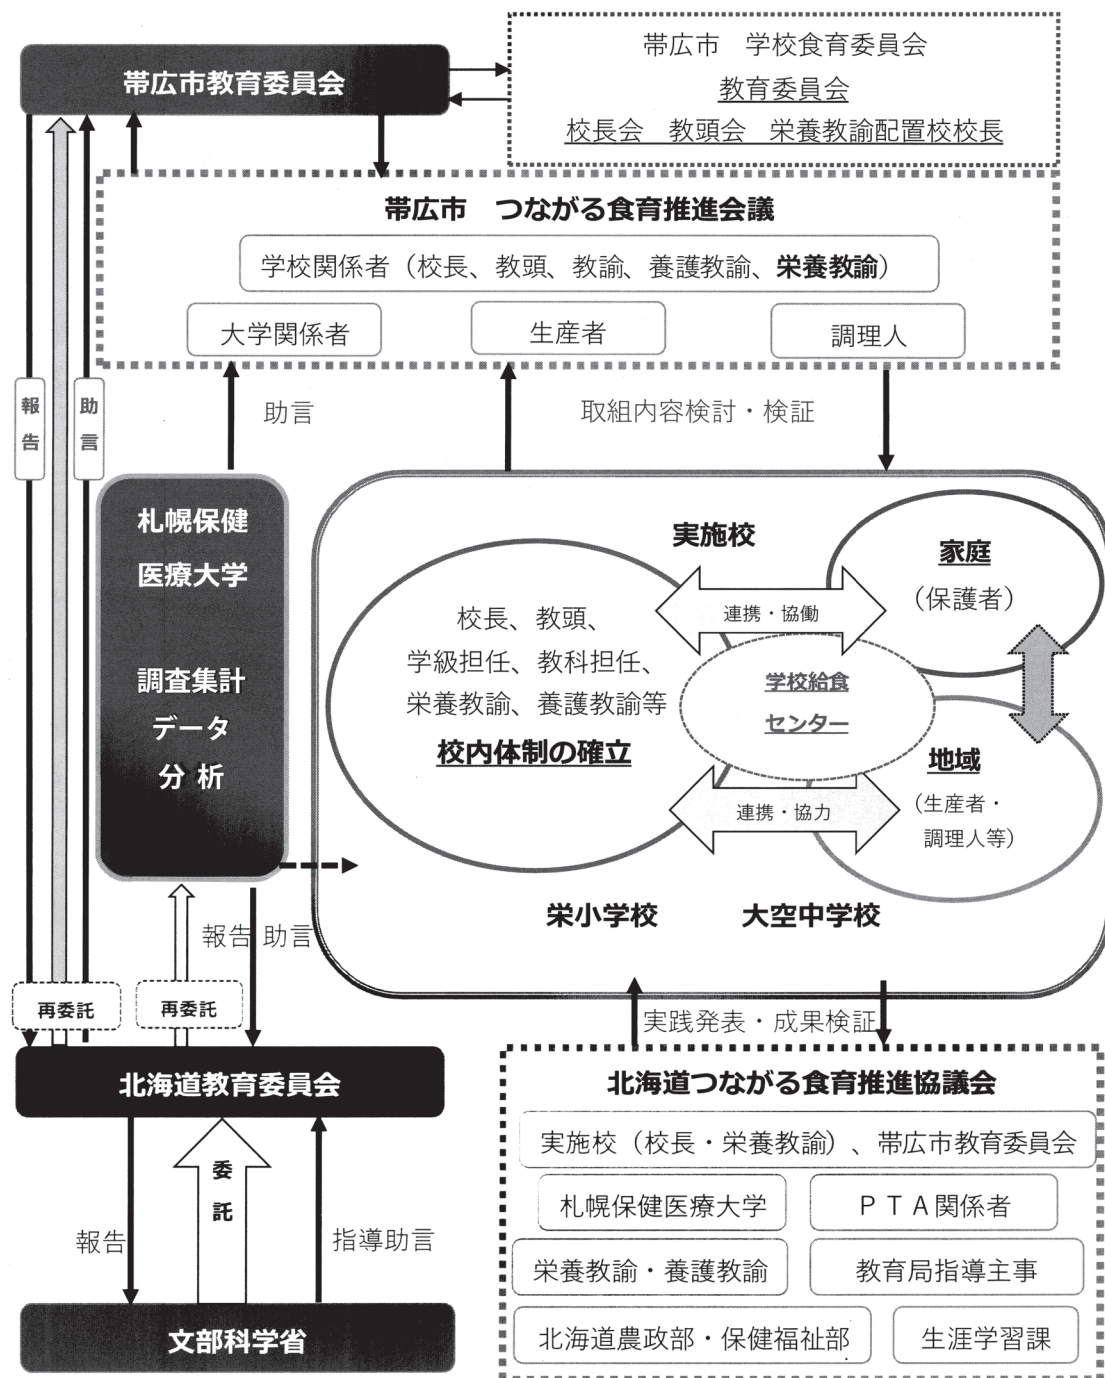 帯広市教育委員会
帯広市　学校食育委員会
教育委員会
校長会　教頭会　栄養教諭配置校校長
帯広市　つながる食育推進会議
学校関係者（校長、教頭、教諭、養護教諭、栄養教諭）
大学関係者
生産者
調理人
報告
助言
助言
取組内容検討・検証
札幌保健
医療大学
調査集計
データ
分 析
実施校
家庭
（保護者）
連携・協働
校長、教頭、
学級担任、教科担任、
栄養教諭、養護教諭等
校内体制の確立
学校給食
センター
地域
（生産者・
調理人等）
連携・協力
栄小学校
大空中学校
報告
助言
再委託
再委託
実践発表・成果検証
北海道教育委員会
委託
報告
指導助言
文部科学省
北海道つながる食育推進協議会
実施校（校長・栄養教諭）、帯広市教育委員会
札幌保健医療大学
ＰＴＡ関係者
栄養教諭・養護教諭
教育局指導主事
北海道農政部・保健福祉部
生涯学習課